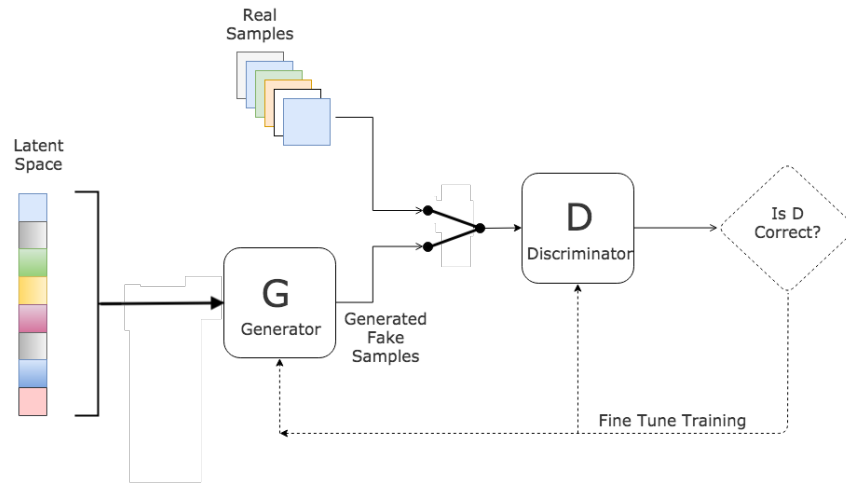 Real
Samples
Latent
Space
G
Generator
Generated
Fake
Samples
D
Discriminator
Is D
Correct?
Fine Tune Training